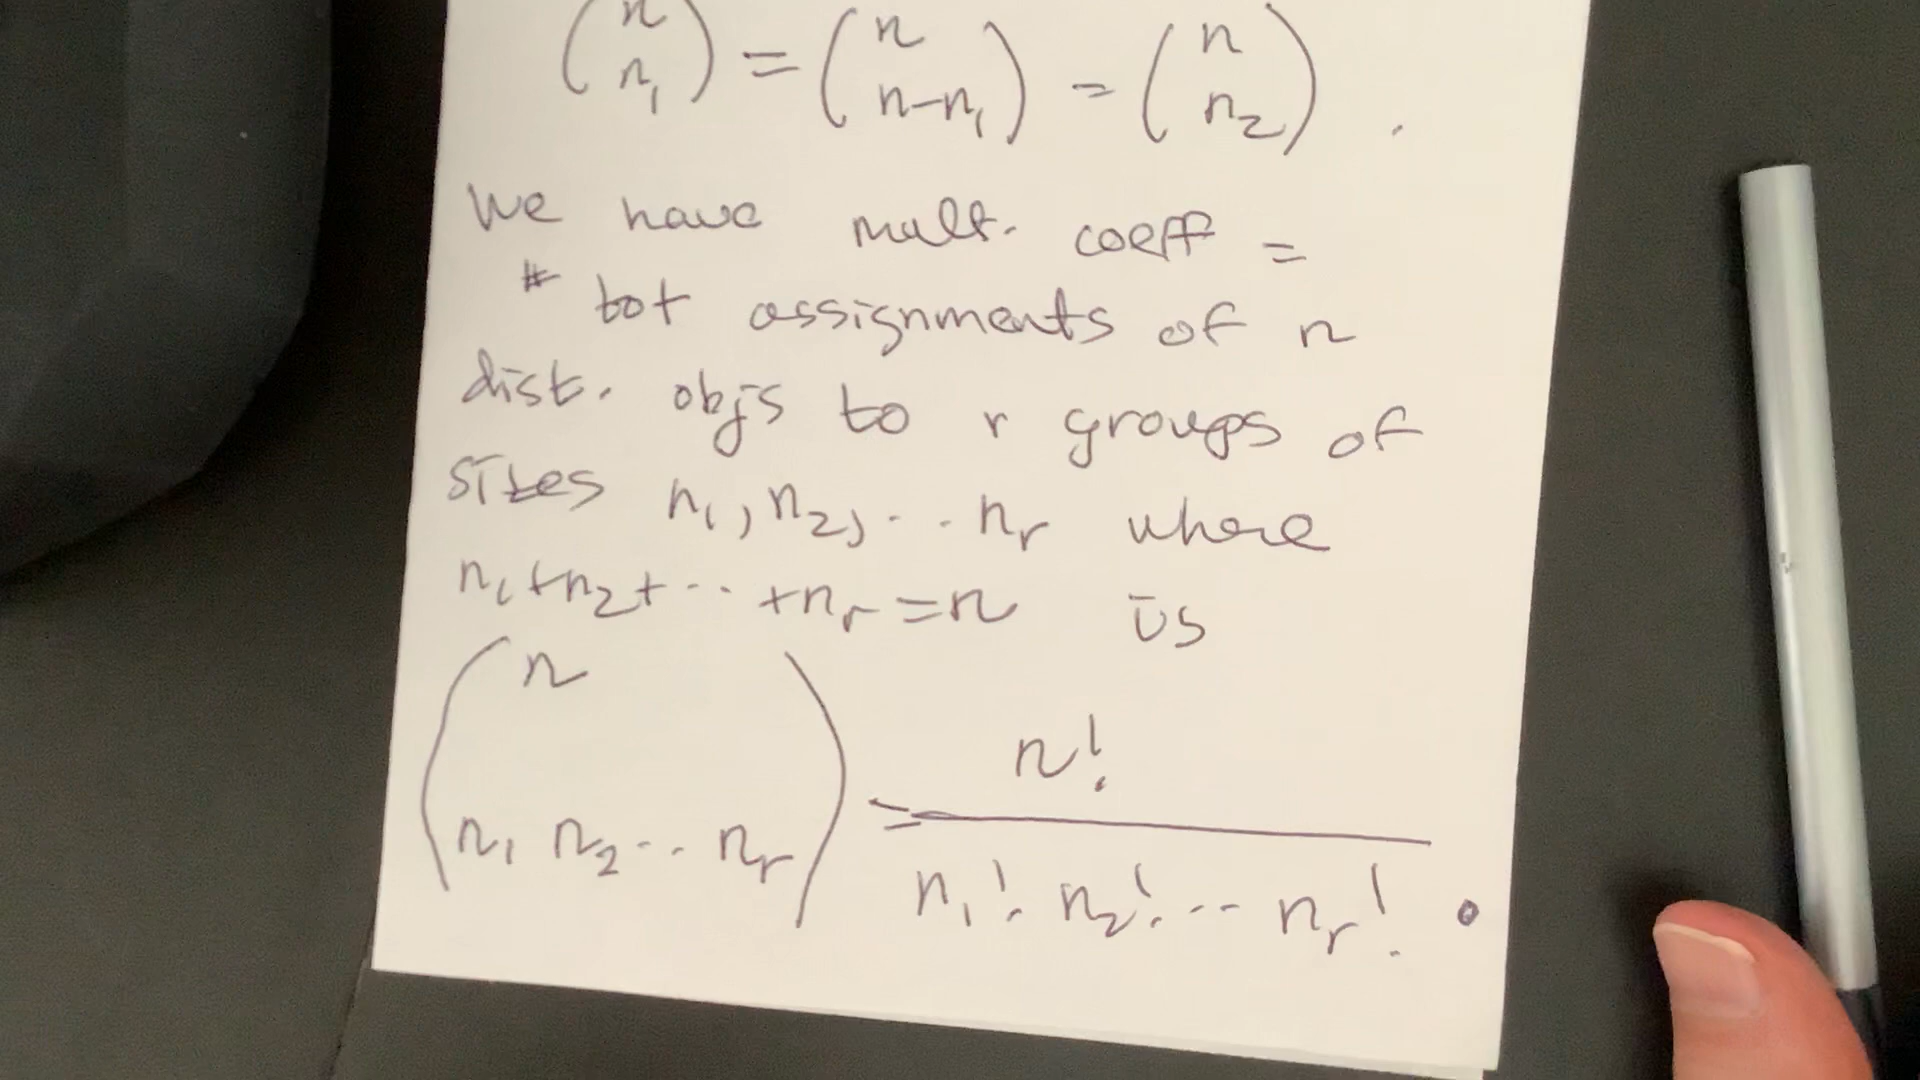 (n n₁) = (n n-n₁) = (n n₂).
We have mult. coeff =
# tot assignments of n
dist. objs to r groups of
sizes n₁, n₂, .. nᵣ where
n₁+n₂+ ·· +nᵣ = n is
(n n₁ n₂ ·· nᵣ) = n! / n₁! n₂! ·· nᵣ! .